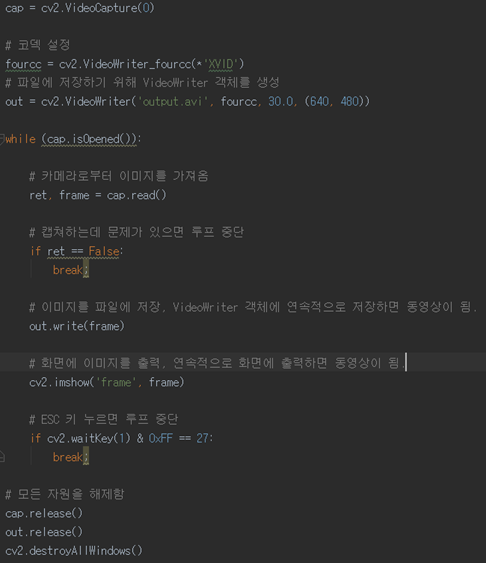 cap = cv2.VideoCapture(0)
# 코덱 설정
fourcc = cv2.VideoWriter_fourcc(*'XVID')
# 파일에 저장하기 위해 VideoWriter 객체를 생성
out = cv2.VideoWriter('output.avi', fourcc, 30.0, (640, 480))
while (cap.isOpened()):
# 카메라로부터 이미지를 가져옴
ret, frame = cap.read()
# 캡쳐하는데 문제가 있으면 루프 중단
if ret == False:
break;
# 이미지를 파일에 저장, VideoWriter 객체에 연속적으로 저장하면 동영상이 됨.
out.write(frame)
# 화면에 이미지를 출력, 연속적으로 화면에 출력하면 동영상이 됨.
cv2.imshow('frame', frame)
# ESC 키 누르면 루프 중단
if cv2.waitKey(1) & 0xFF == 27:
break;
# 모든 자원을 해제함
cap.release()
out.release()
cv2.destroyAllWindows()